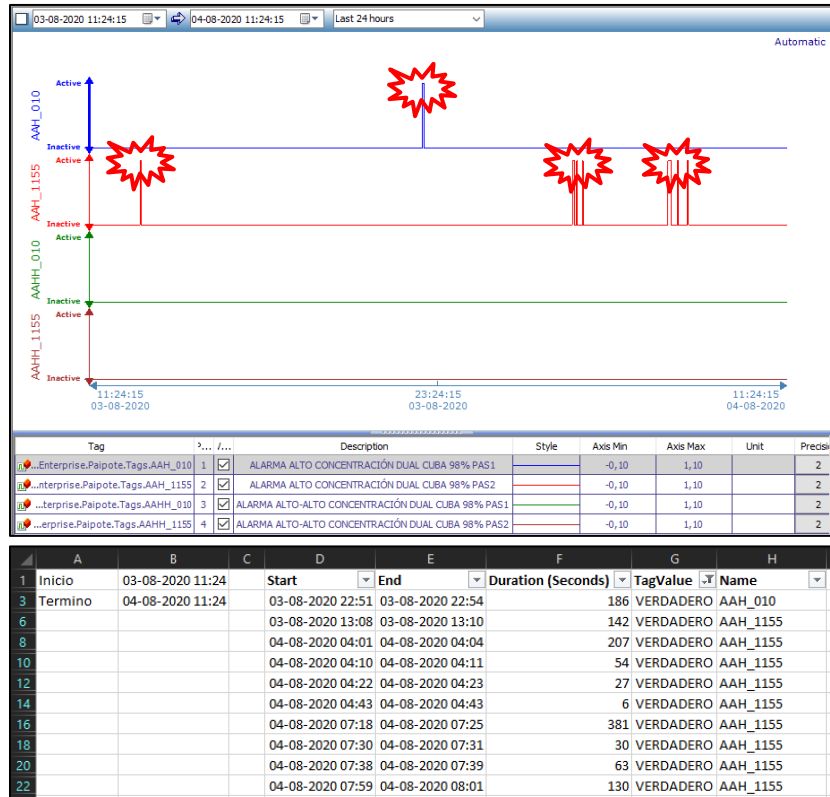 03-08-2020 11:24:15 04-08-2020 11:24:15 Last 24 hours
Automatic
AAH_010 Active Inactive
AAH_1155 Active Inactive
AAHH_010 Active Inactive
AAHH_1155 Active Inactive
11:24:15 23:24:15 11:24:15
03-08-2020 03-08-2020 04-08-2020
Tag ?... /... Description Style Axis Min Axis Max Unit Precisi
...Enterprise.Paipote.Tags.AAH_010 1 ALARMA ALTO CONCENTRACIÓN DUAL CUBA 98% PAS1 -0,10 1,10 2
...nterprise.Paipote.Tags.AAH_1155 2 ALARMA ALTO CONCENTRACIÓN DUAL CUBA 98% PAS2 -0,10 1,10 2
...terprise.Paipote.Tags.AAHH_010 3 ALARMA ALTO-ALTO CONCENTRACIÓN DUAL CUBA 98% PAS1 -0,10 1,10 2
...erprise.Paipote.Tags.AAHH_1155 4 ALARMA ALTO-ALTO CONCENTRACIÓN DUAL CUBA 98% PAS2 -0,10 1,10 2
A B C D E F G H
1 Inicio 03-08-2020 11:24 Start End Duration (Seconds) TagValue Name
3 Termino 04-08-2020 11:24 03-08-2020 22:51 03-08-2020 22:54 186 VERDADERO AAH_010
6 03-08-2020 13:08 03-08-2020 13:10 142 VERDADERO AAH_1155
8 04-08-2020 04:01 04-08-2020 04:04 207 VERDADERO AAH_1155
10 04-08-2020 04:10 04-08-2020 04:11 54 VERDADERO AAH_1155
12 04-08-2020 04:22 04-08-2020 04:23 27 VERDADERO AAH_1155
14 04-08-2020 04:43 04-08-2020 04:43 6 VERDADERO AAH_1155
16 04-08-2020 07:18 04-08-2020 07:25 381 VERDADERO AAH_1155
18 04-08-2020 07:30 04-08-2020 07:31 30 VERDADERO AAH_1155
20 04-08-2020 07:38 04-08-2020 07:39 63 VERDADERO AAH_1155
22 04-08-2020 07:59 04-08-2020 08:01 130 VERDADERO AAH_1155